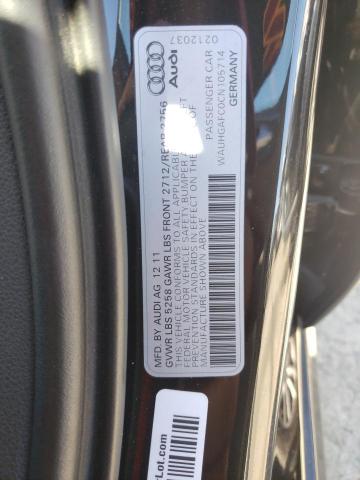 0212037
Audi
MFD. BY AUDI AG 12 11
GVWR LBS 5258 GAWR LBS FRONT 2712/REAR 2756
THIS VEHICLE CONFORMS TO ALL APPLICABLE
FEDERAL MOTOR VEHICLE SAFETY BUMPER AND THEFT
PREVENTION STANDARDS IN EFFECT ON THE DATE OF
MANUFACTURE SHOWN ABOVE
PASSENGER CAR
WAUHGAFC0CN105714
GERMANY
Lot.com